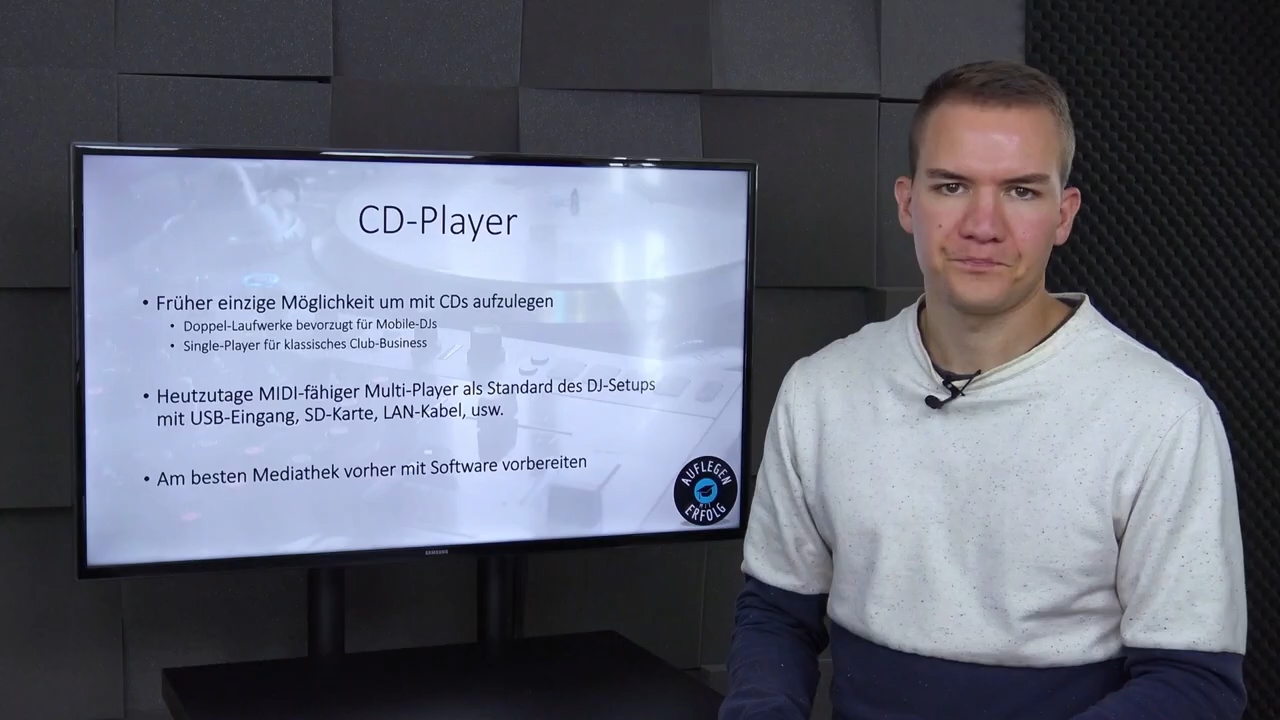 CD-Player
• Früher einzige Möglichkeit um mit CDs aufzulegen
• Doppel-Laufwerke bevorzugt für Mobile-DJs
• Single-Player für klassisches Club-Business
• Heutzutage MIDI-fähiger Multi-Player als Standard des DJ-Setups
mit USB-Eingang, SD-Karte, LAN-Kabel, usw.
• Am besten Mediathek vorher mit Software vorbereiten
AUFLEGEN
MIT
ERFOLG
SAMSUNG